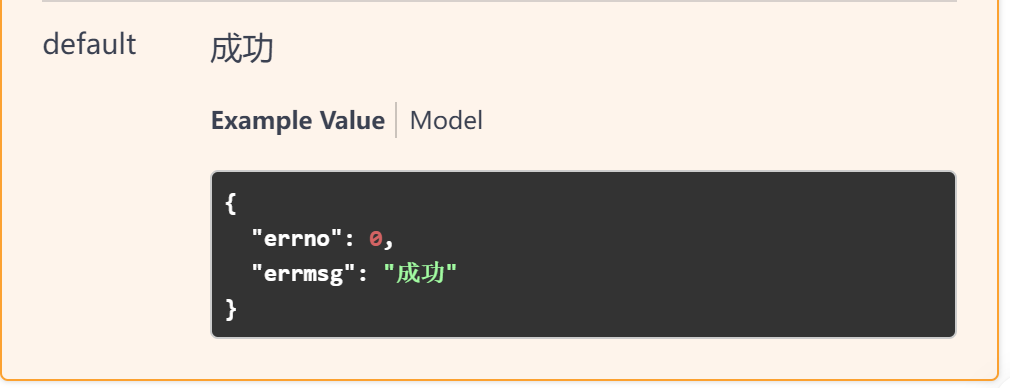 default 成功
Example Value Model
{
"errno": 0,
"errmsg": "成功"
}